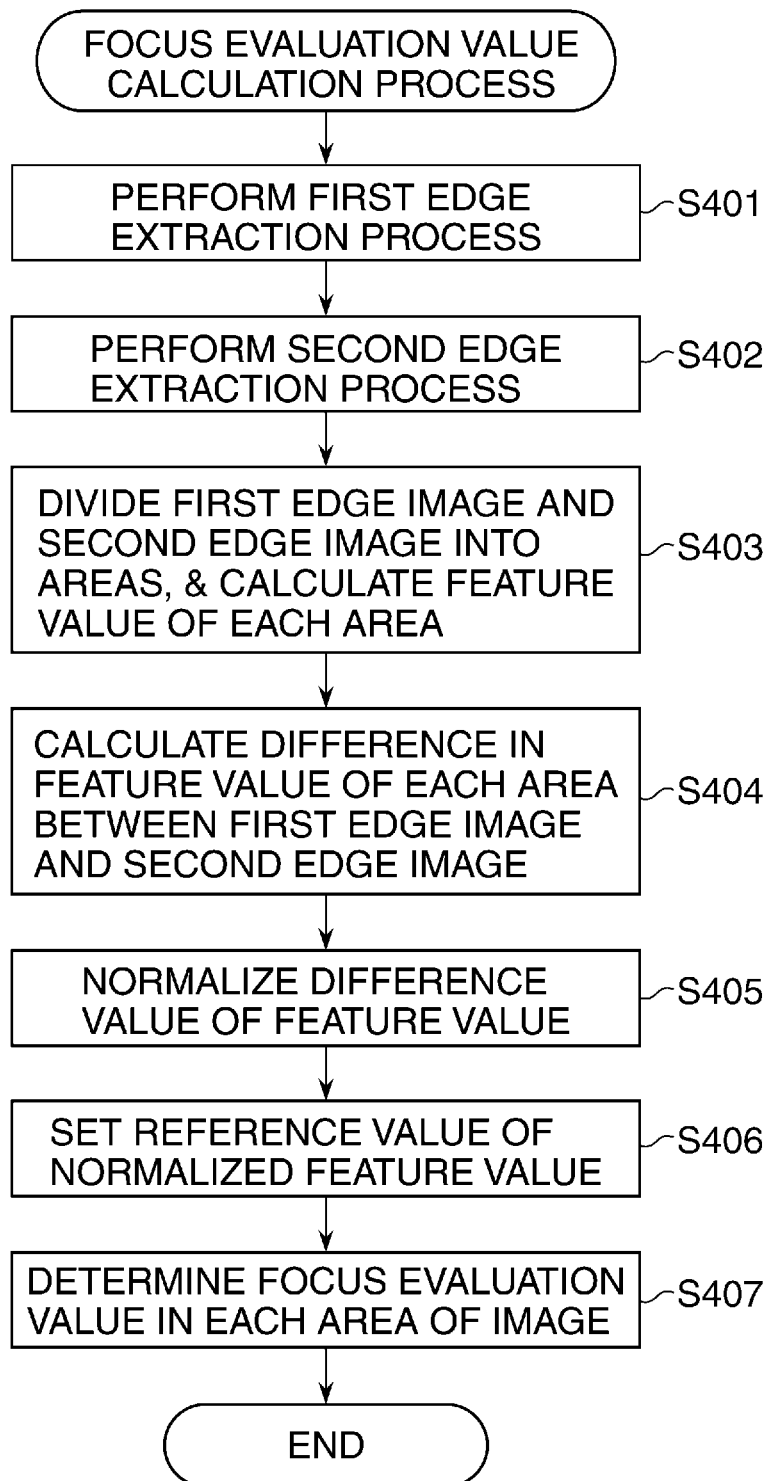 FOCUS EVALUATION VALUE
CALCULATION PROCESS
PERFORM FIRST EDGE
EXTRACTION PROCESS
S401
PERFORM SECOND EDGE
EXTRACTION PROCESS
S402
DIVIDE FIRST EDGE IMAGE AND
SECOND EDGE IMAGE INTO
AREAS, & CALCULATE FEATURE
VALUE OF EACH AREA
S403
CALCULATE DIFFERENCE IN
FEATURE VALUE OF EACH AREA
BETWEEN FIRST EDGE IMAGE
AND SECOND EDGE IMAGE
S404
NORMALIZE DIFFERENCE
VALUE OF FEATURE VALUE
S405
SET REFERENCE VALUE OF
NORMALIZED FEATURE VALUE
S406
DETERMINE FOCUS EVALUATION
VALUE IN EACH AREA OF IMAGE
S407
END